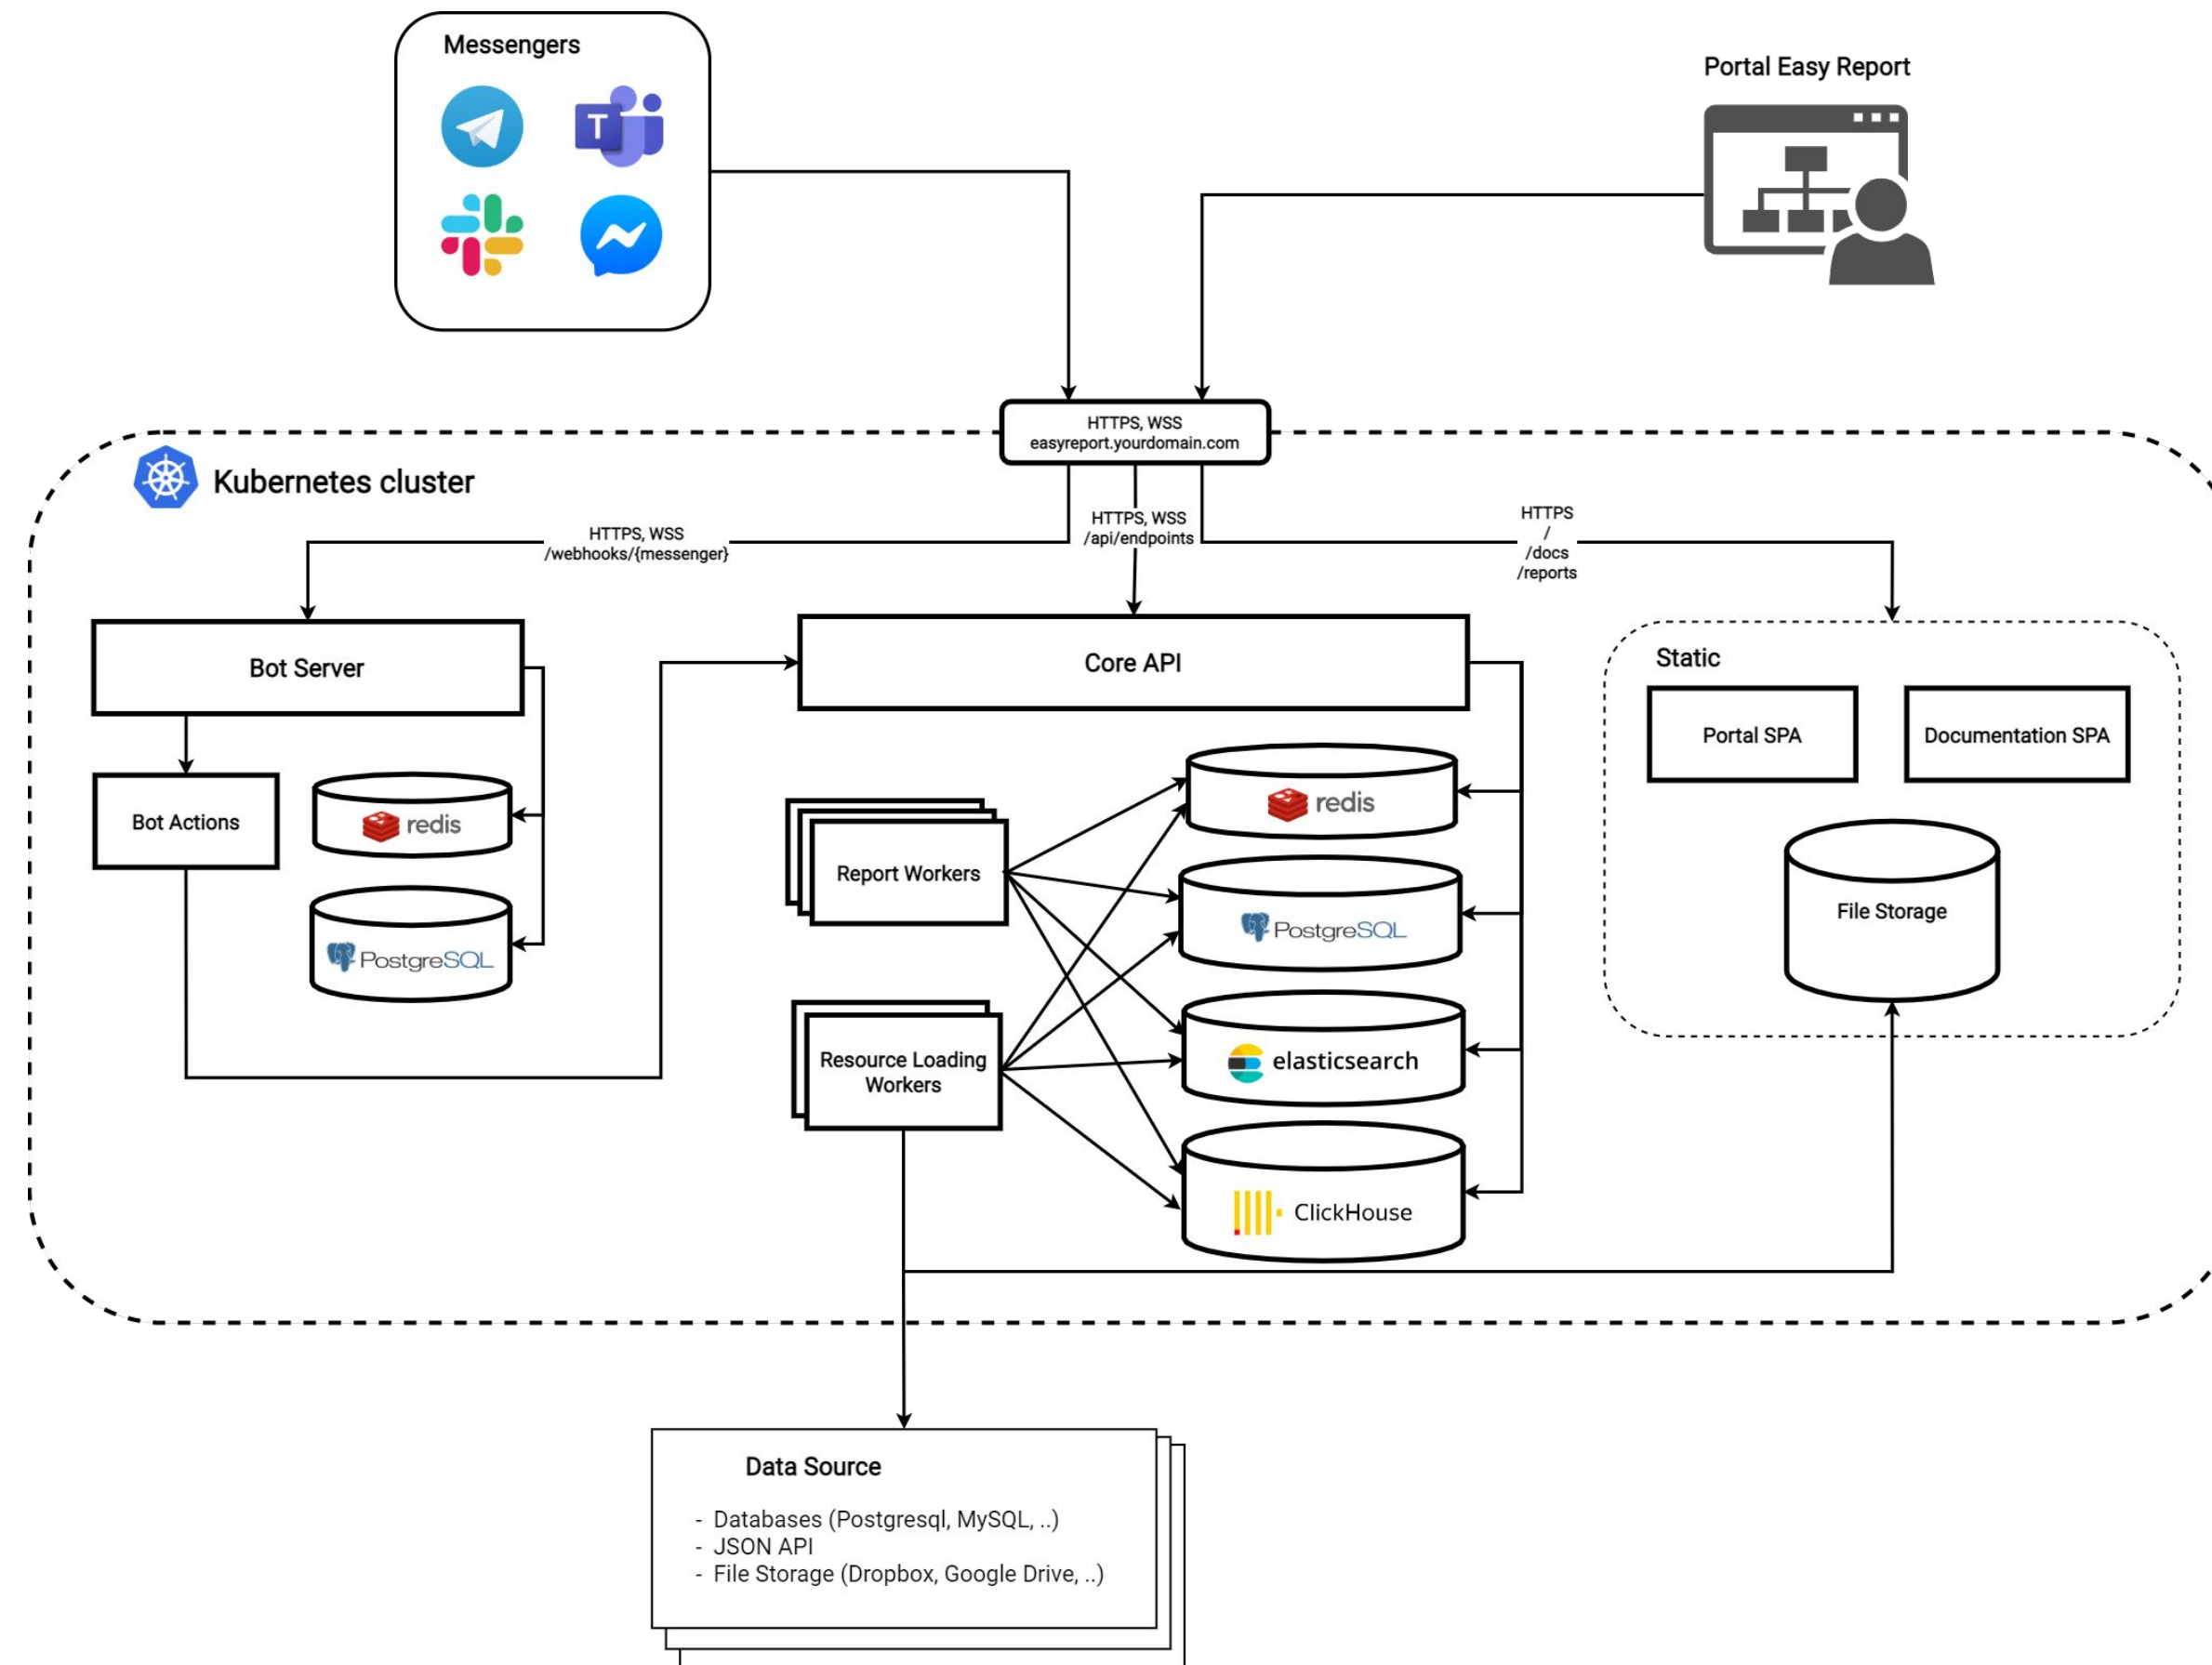 Messengers
T
Portal Easy Report
HTTPS, WSS
easyreport.yourdomain.com
Kubernetes cluster
HTTPS, WSS
/webhooks/{messenger}
HTTPS, WSS
/api/endpoints
HTTPS
/
/docs
/reports
Bot Server
Core API
Static
Portal SPA
Documentation SPA
Bot Actions
redis
PostgreSQL
Report Workers
redis
PostgreSQL
File Storage
Resource Loading
Workers
elasticsearch
ClickHouse
Data Source
- Databases (Postgresql, MySQL, ..)
- JSON API
- File Storage (Dropbox, Google Drive, ..)